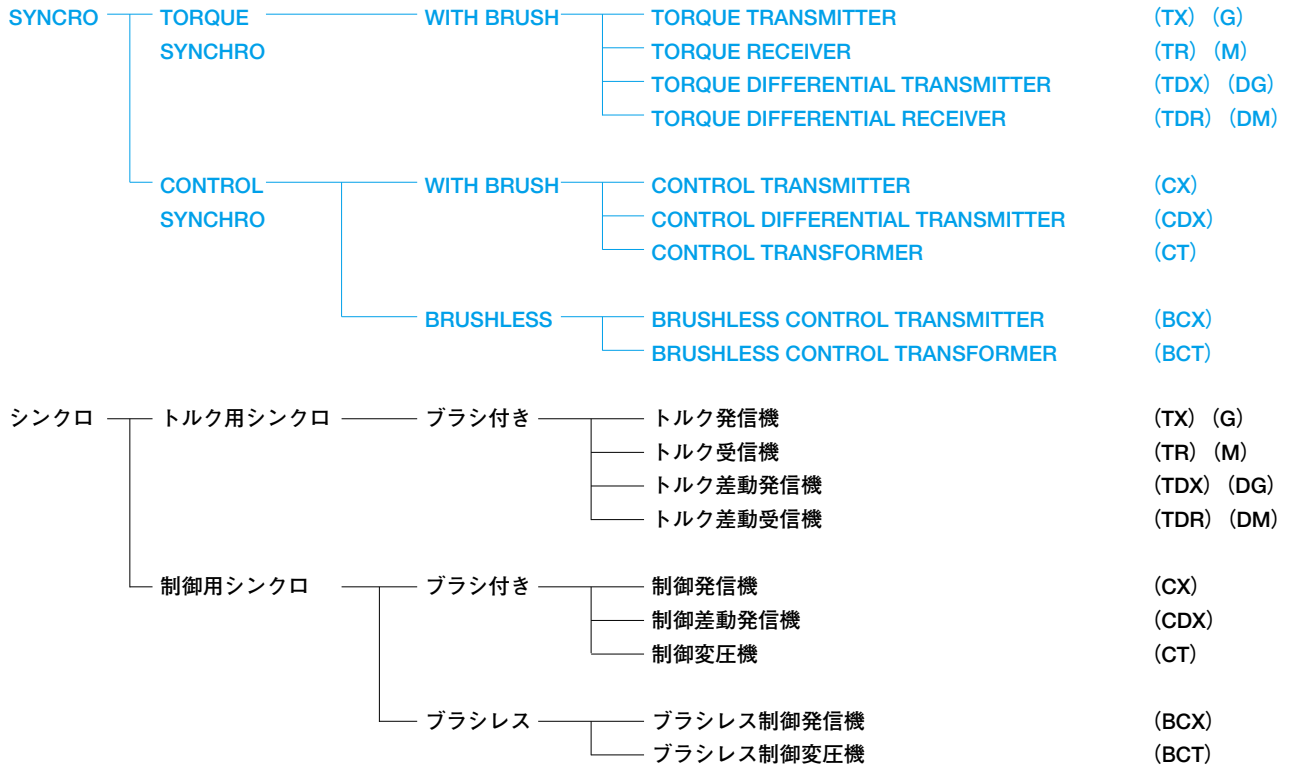 SYNCRO TORQUE WITH BRUSH TORQUE TRANSMITTER （TX）（G）
SYNCHRO TORQUE RECEIVER （TR）（M）
TORQUE DIFFERENTIAL TRANSMITTER （TDX）（DG）
TORQUE DIFFERENTIAL RECEIVER （TDR）（DM）
CONTROL WITH BRUSH CONTROL TRANSMITTER （CX）
SYNCHRO CONTROL DIFFERENTIAL TRANSMITTER （CDX）
CONTROL TRANSFORMER （CT）
BRUSHLESS BRUSHLESS CONTROL TRANSMITTER （BCX）
BRUSHLESS CONTROL TRANSFORMER （BCT）
シンクロ トルク用シンクロ ブラシ付き トルク発信機 （TX）（G）
トルク受信機 （TR）（M）
トルク差動発信機 （TDX）（DG）
トルク差動受信機 （TDR）（DM）
制御用シンクロ ブラシ付き 制御発信機 （CX）
制御差動発信機 （CDX）
制御変圧機 （CT）
ブラシレス ブラシレス制御発信機 （BCX）
ブラシレス制御変圧機 （BCT）